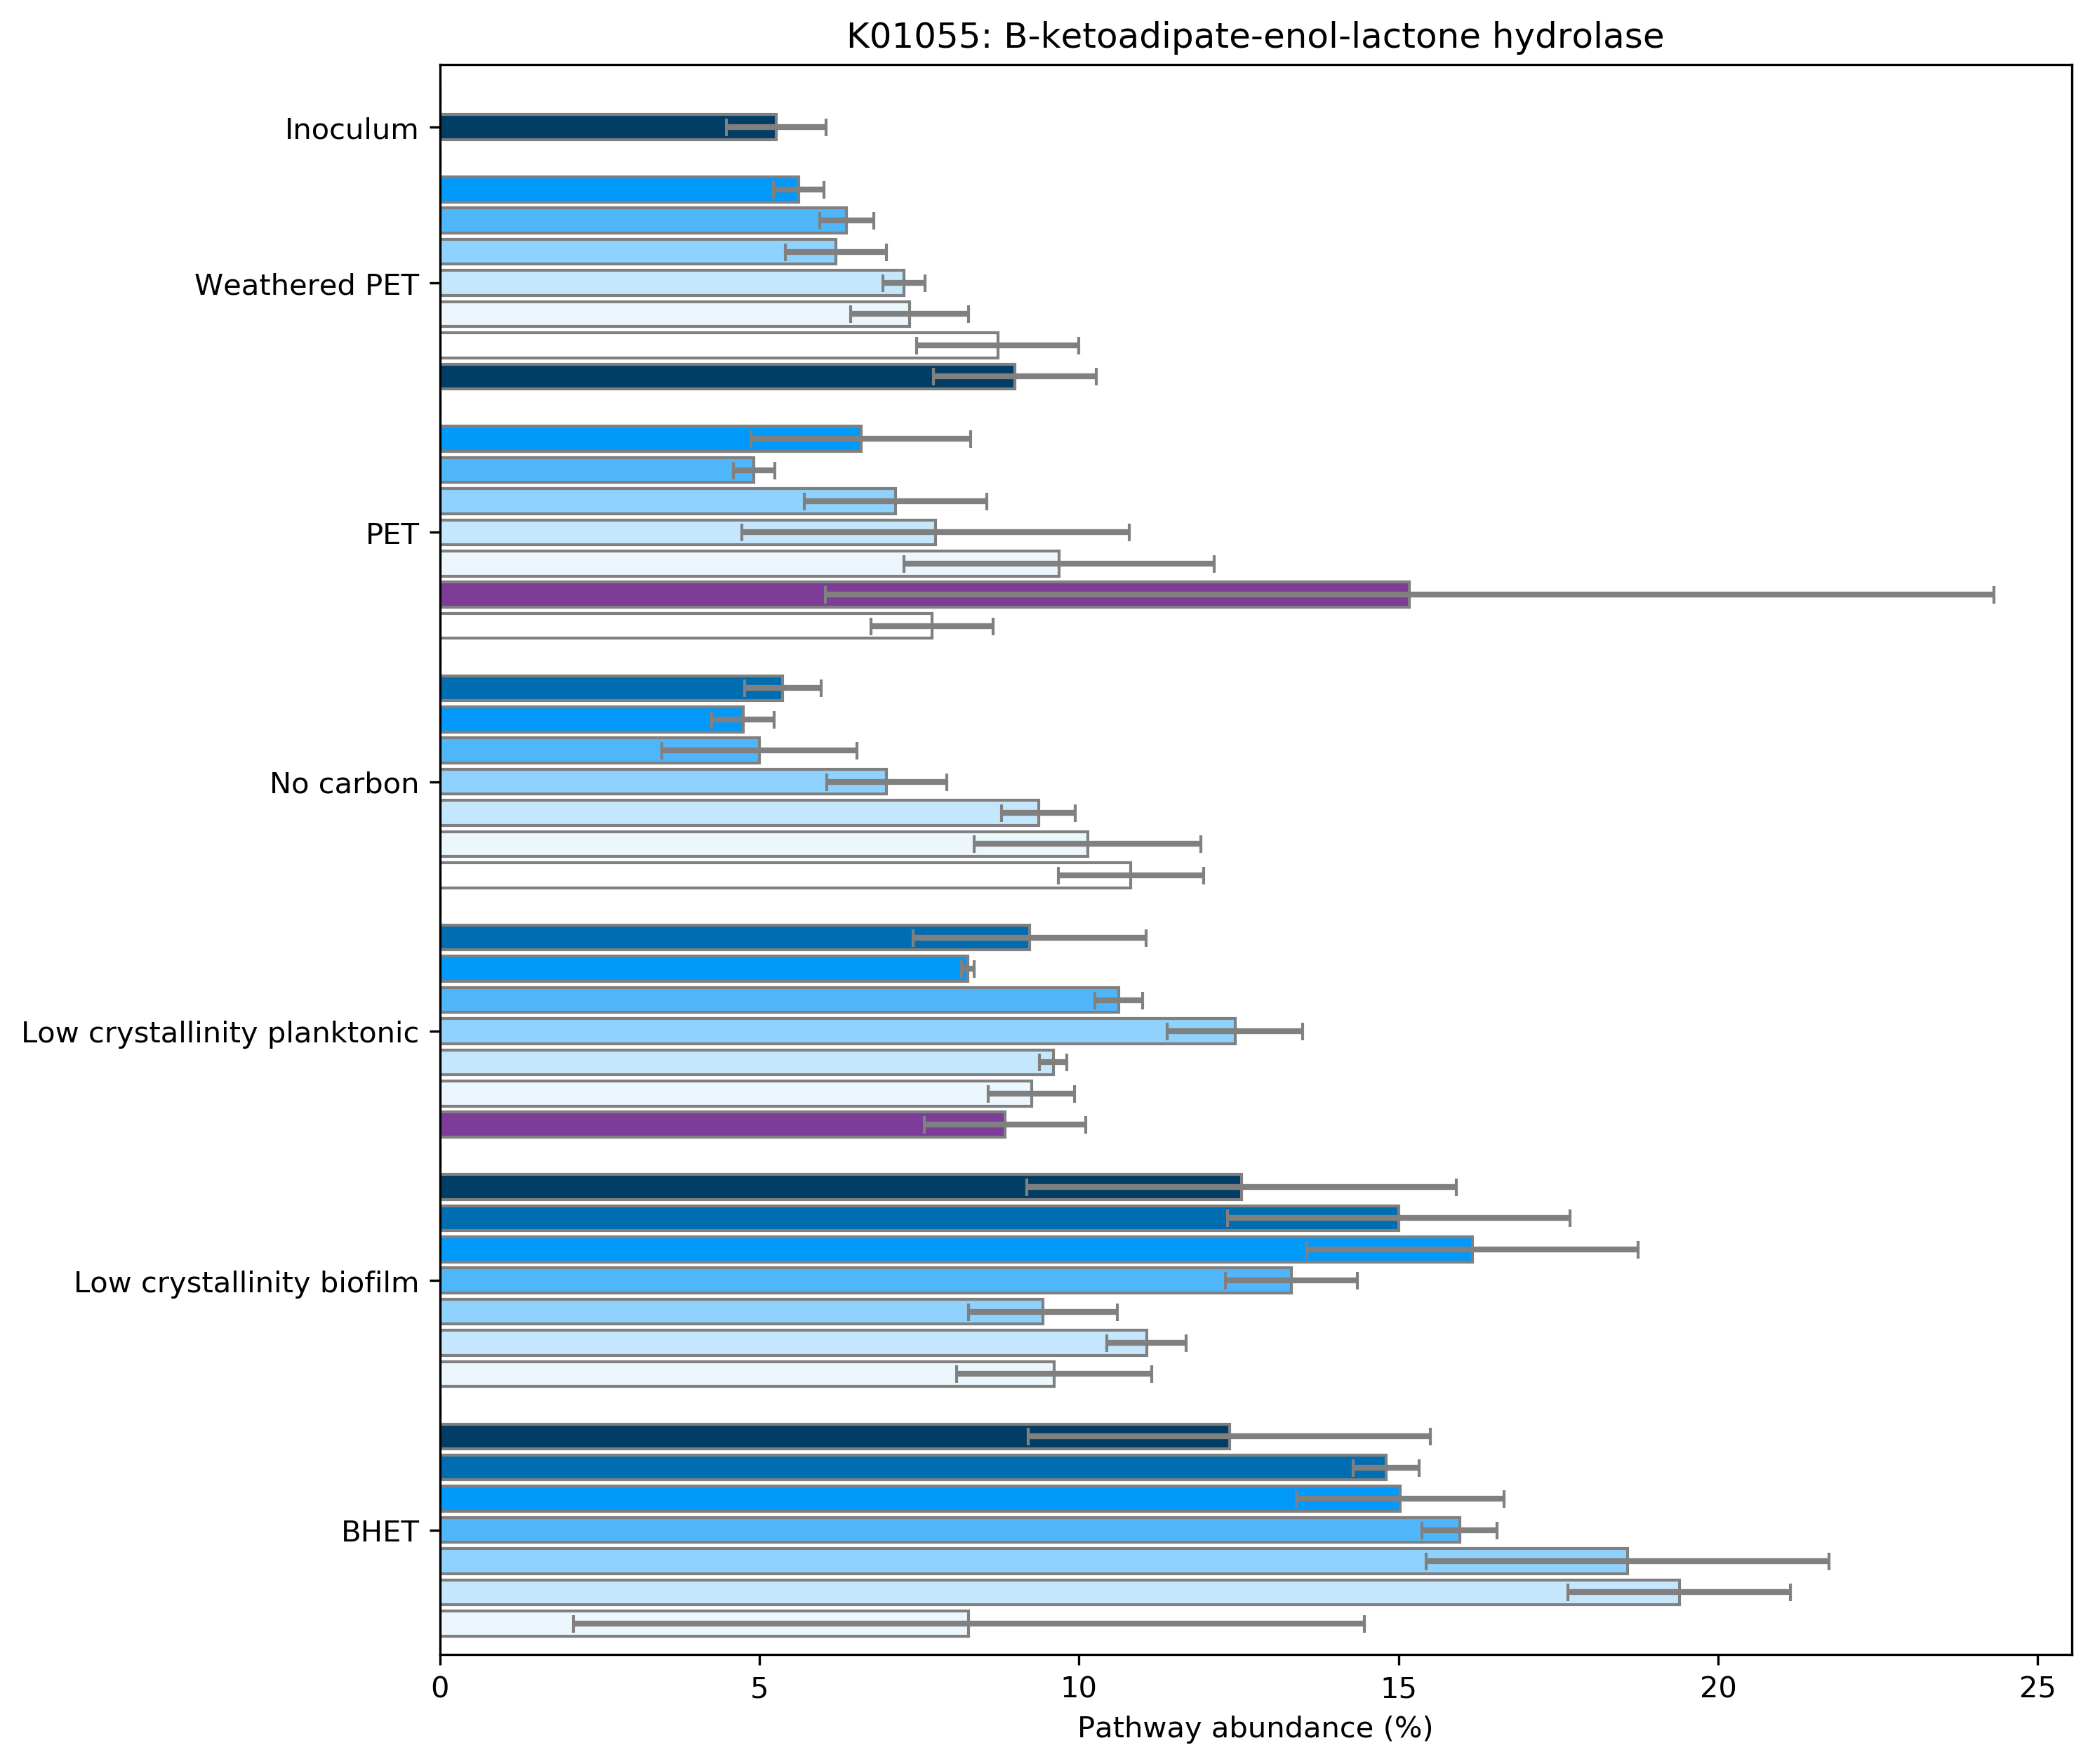 K01055: B-ketoadipate-enol-lactone hydrolase
Inoculum
Weathered PET
PET
No carbon
Low crystallinity planktonic
Low crystallinity biofilm
BHET
0 5 10 15 20 25
Pathway abundance (%)